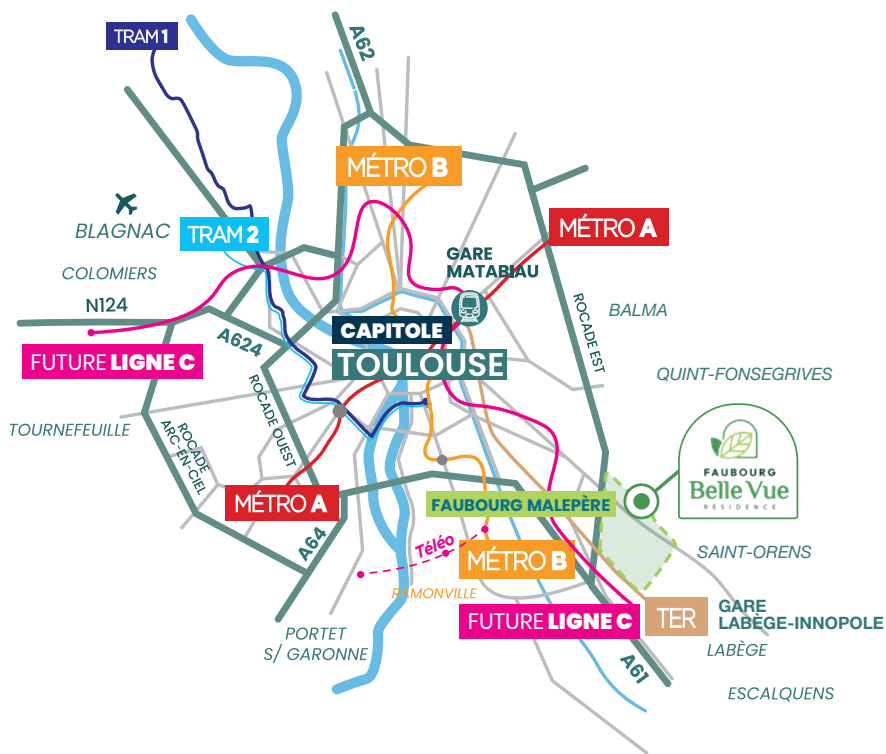 TRAM 1
A62
MÉTRO B
MÉTRO A
BLAGNAC
TRAM 2
GARE
MATABIAU
COLOMIERS
N124
A624
ROCADE EST
BALMA
CAPITOLE
TOULOUSE
FUTURE LIGNE C
QUINT-FONSEGRIVES
ROCADE OUEST
TOURNEFEUILLE
ROCADE
ARC-EN-CIEL
FAUBOURG
Belle Vue
RÉSIDENCE
MÉTRO A
FAUBOURG MALEPÈRE
A64
Téléo
MÉTRO B
SAINT-ORENS
RAMONVILLE
FUTURE LIGNE C
TER
GARE
LABÈGE-INNOPOLE
PORTET
S/ GARONNE
LABÈGE
A61
ESCALQUENS